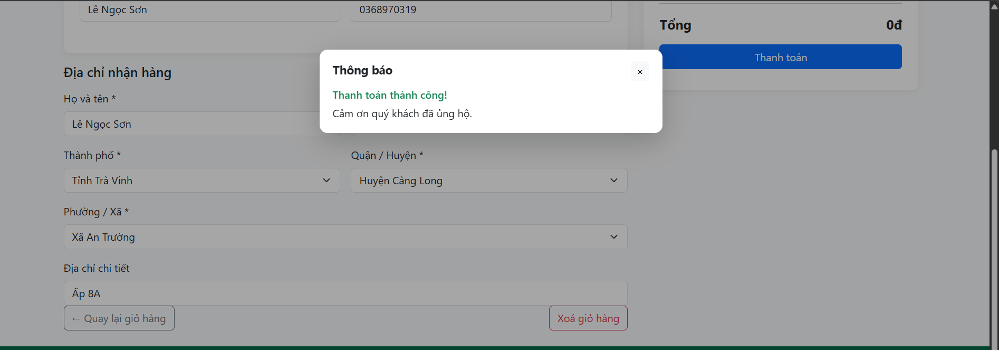 Lê Ngọc Sơn
0368970319
Tổng
0đ
Thanh toán
Thông báo
×
Thanh toán thành công!
Cảm ơn quý khách đã ủng hộ.
Địa chỉ nhận hàng
Họ và tên *
Lê Ngọc Sơn
Thành phố *
Quận / Huyện *
Tỉnh Trà Vinh
Huyện Càng Long
Phường / Xã *
Xã An Trường
Địa chỉ chi tiết
Ấp 8A
← Quay lại giỏ hàng
Xoá giỏ hàng